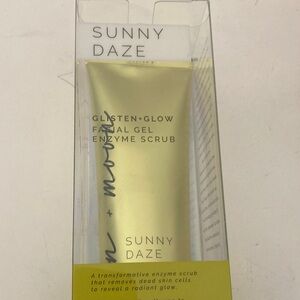 SUNNY
DAZE
GLISTEN+GLOW
FACIAL GEL
ENZYME SCRUB
n + moon
SUNNY
DAZE
A transformative enzyme scrub
that removes dead skin cells
to reveal a radiant glow.